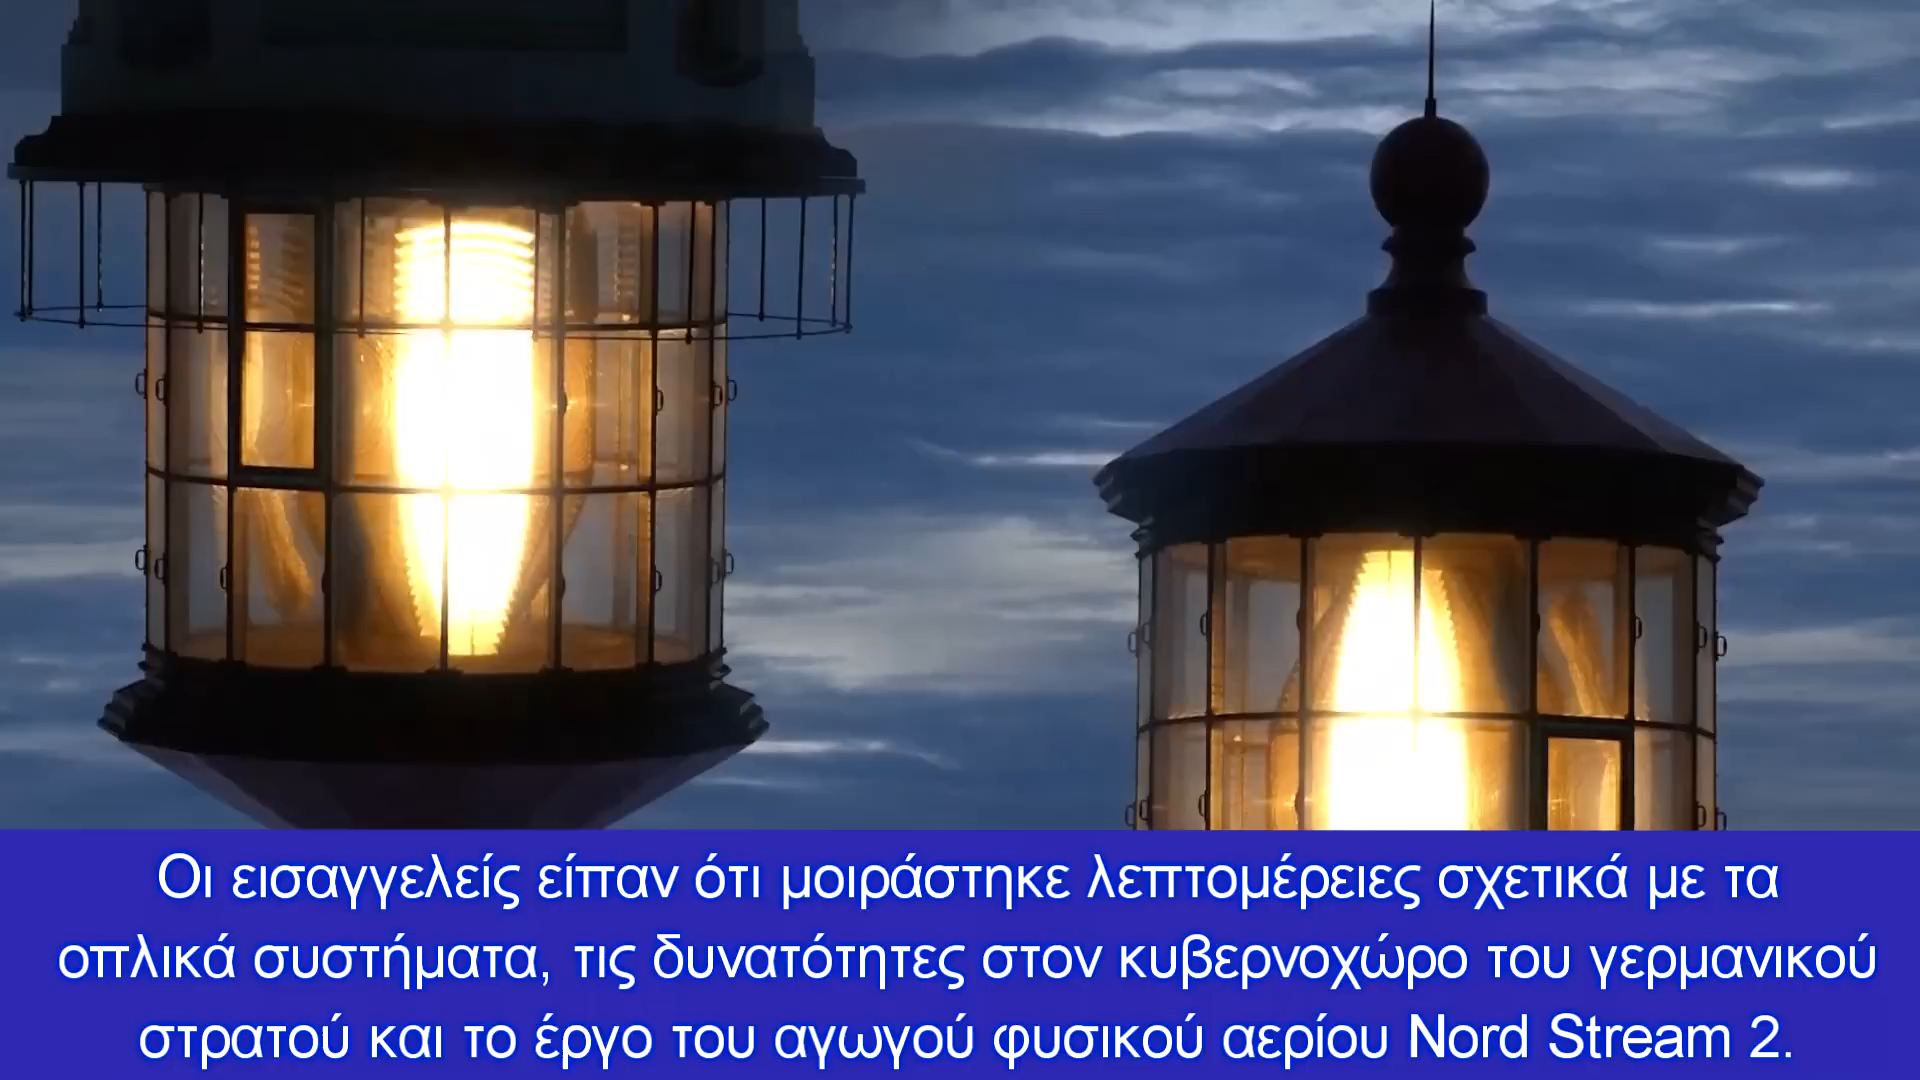 Οι εισαγγελείς είπαν ότι μοιράστηκε λεπτομέρειες σχετικά με τα
οπλικά συστήματα, τις δυνατότητες στον κυβερνοχώρο του γερμανικού
στρατού και το έργο του αγωγού φυσικού αερίου Nord Stream 2.